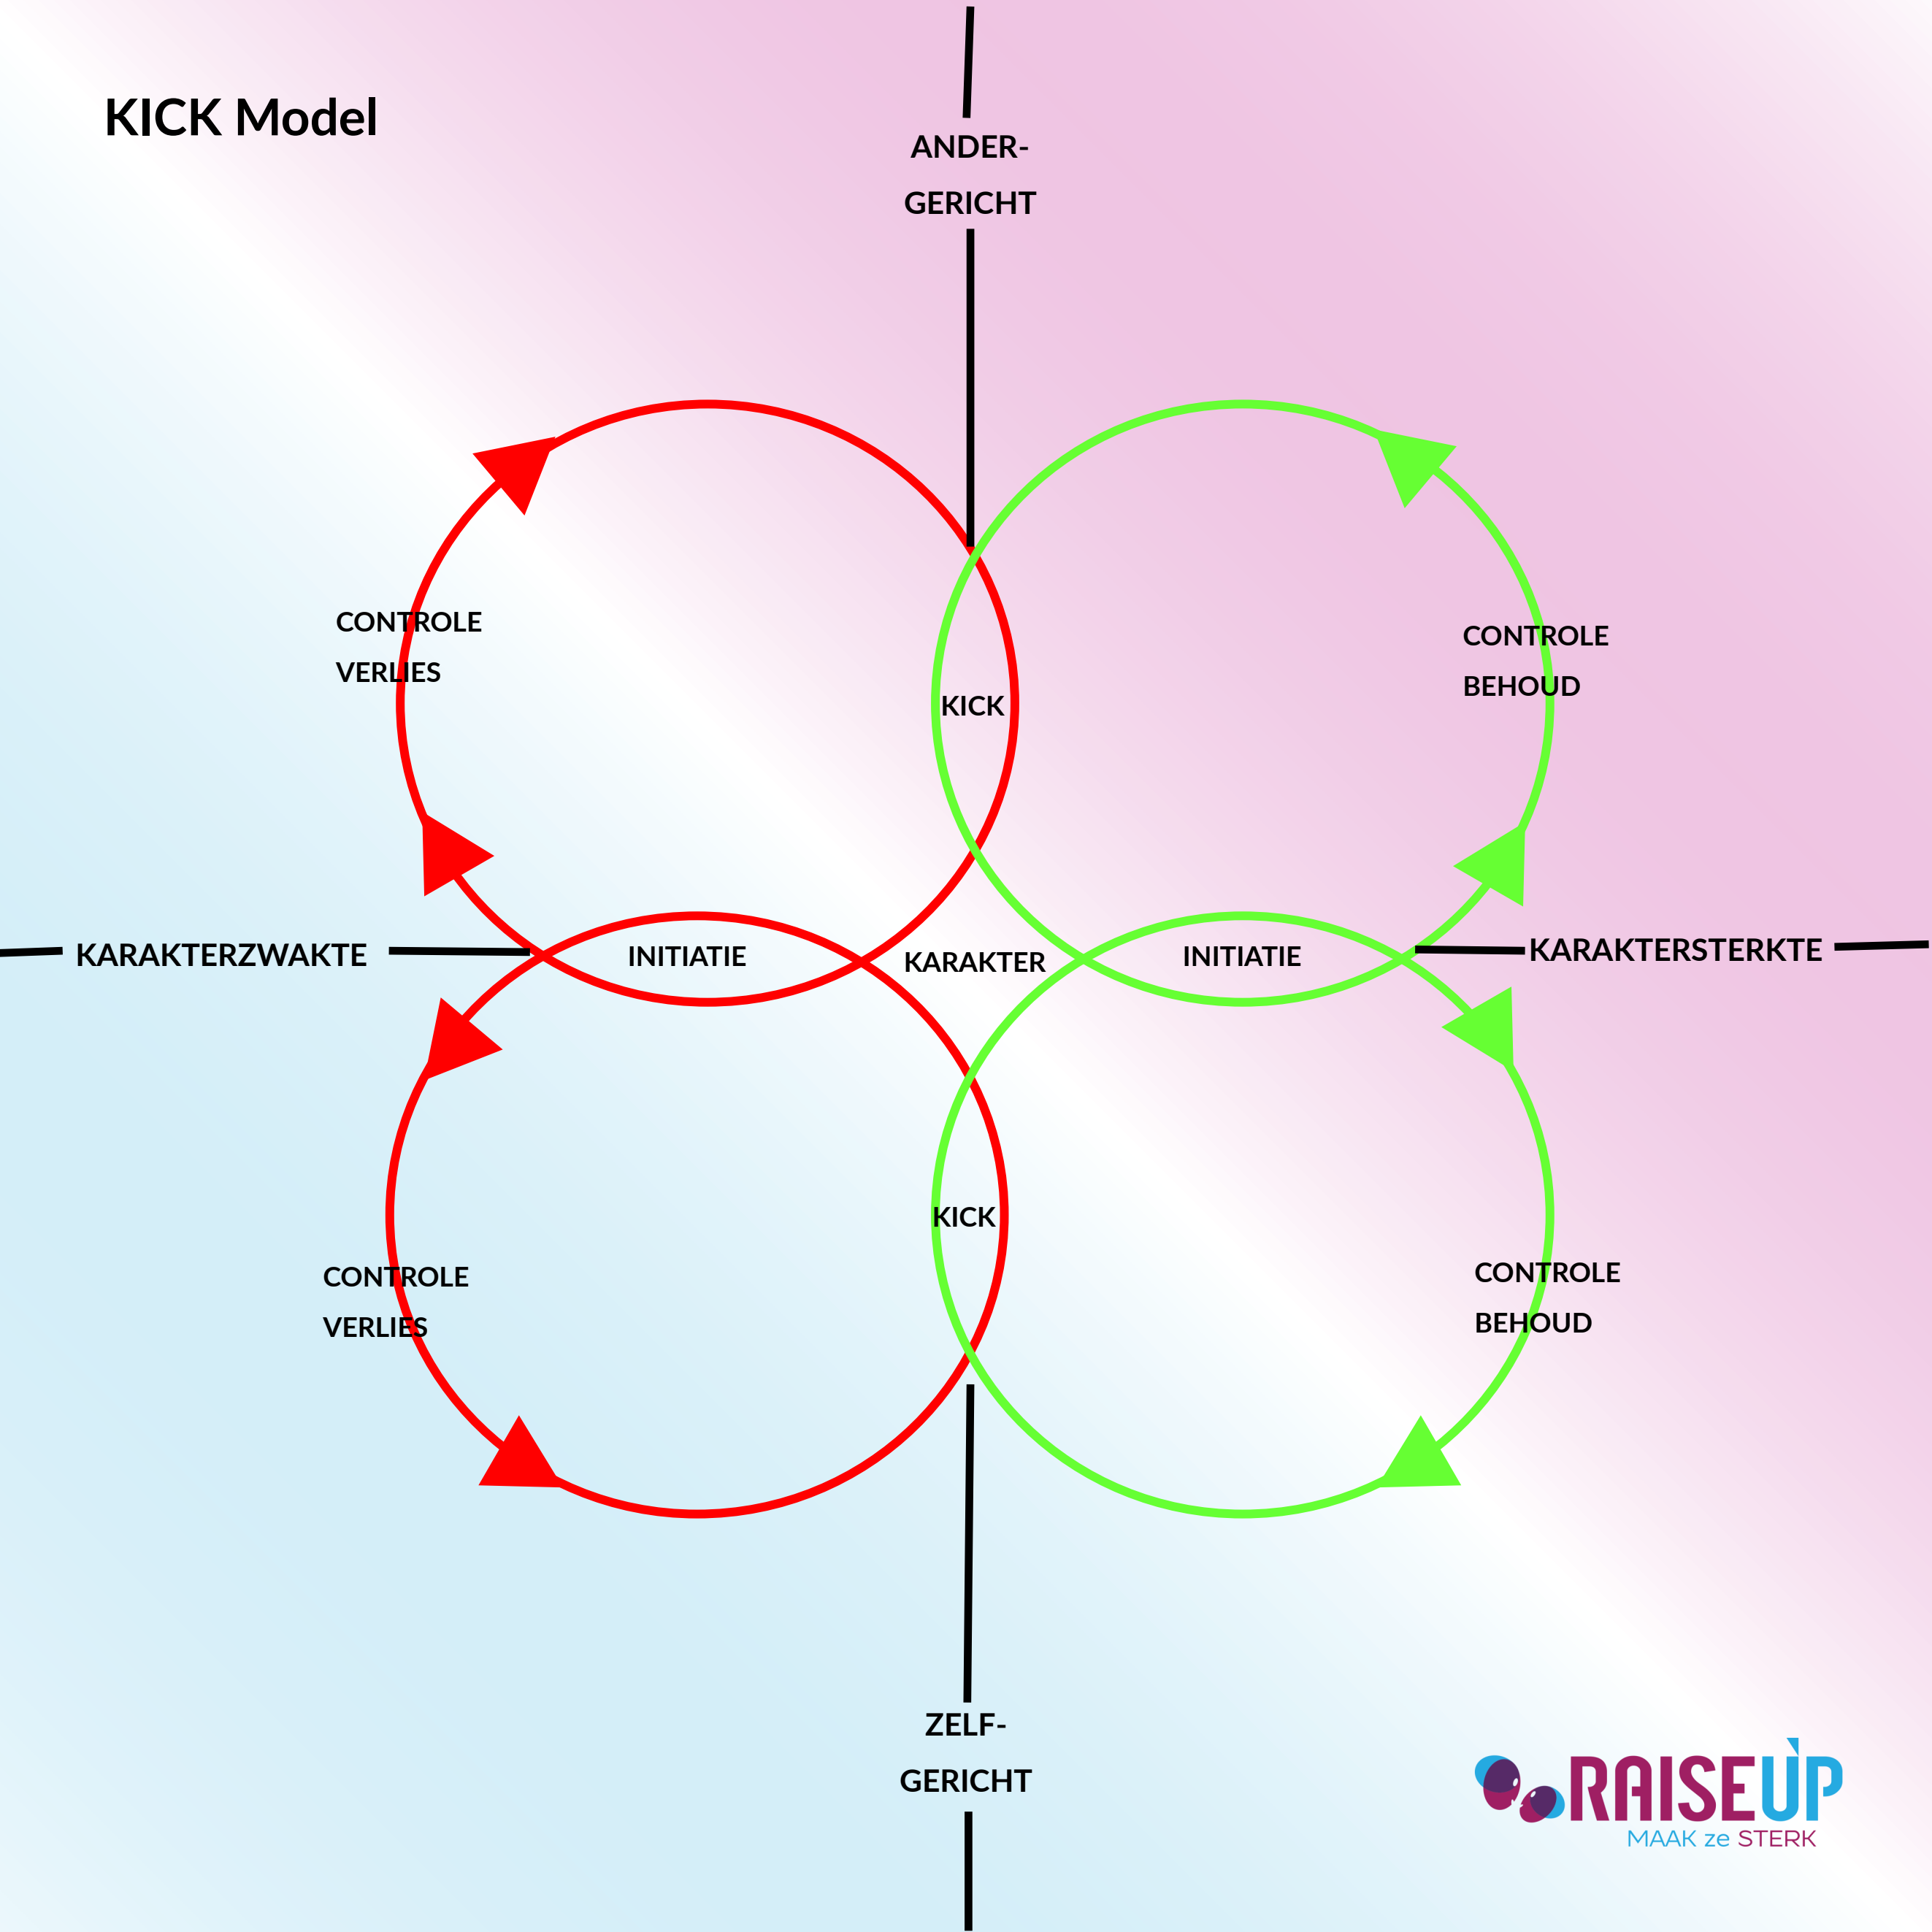 KICK Model
ANDER-
GERICHT
CONTROLE
VERLIES
CONTROLE
BEHOUD
KICK
KARAKTERZWAKTE
INITIATIE
KARAKTER
INITIATIE
KARAKTERSTERKTE
KICK
CONTROLE
VERLIES
CONTROLE
BEHOUD
ZELF-
GERICHT
RAISEUP
MAAK ze STERK